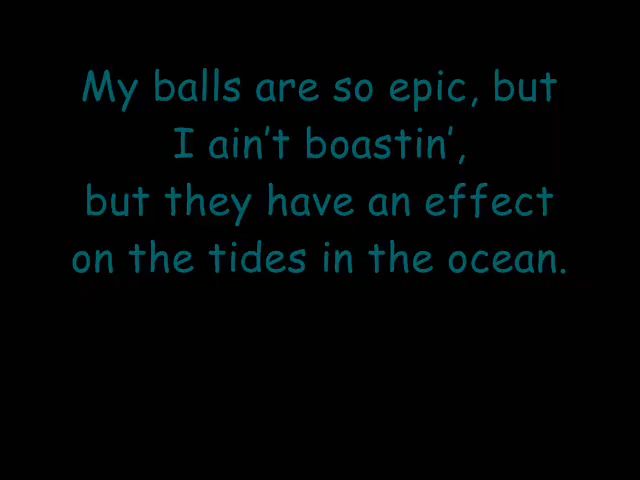 My balls are so epic, but
I ain't boastin',
but they have an effect
on the tides in the ocean.